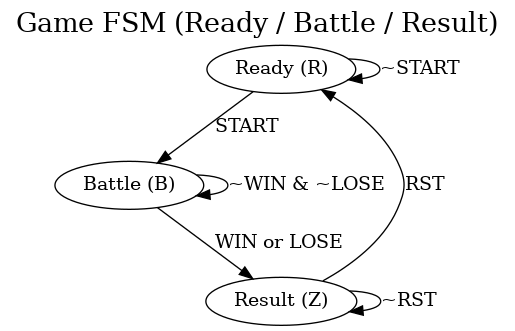 Game FSM (Ready / Battle / Result)
Ready (R)
~START
START
Battle (B)
~WIN & ~LOSE
RST
WIN or LOSE
Result (Z)
~RST